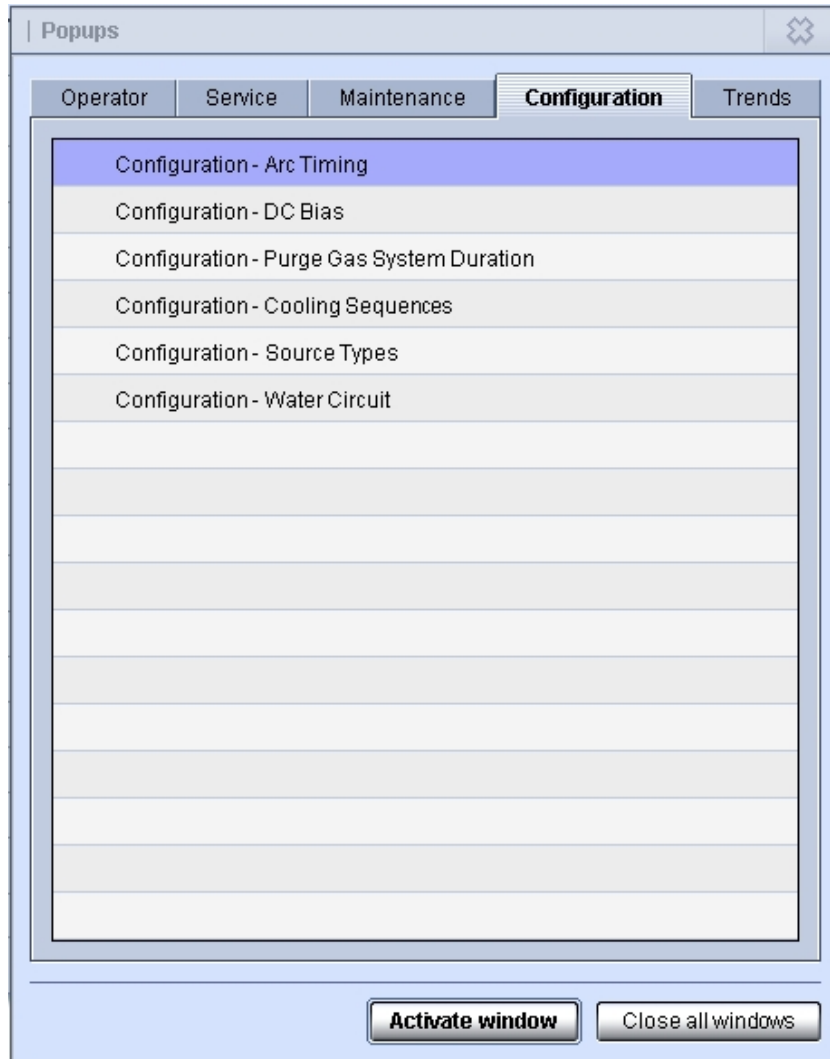 | Popups
Operator Service Maintenance Configuration Trends
Configuration - Arc Timing
Configuration - DC Bias
Configuration - Purge Gas System Duration
Configuration - Cooling Sequences
Configuration - Source Types
Configuration - Water Circuit
Activate window Close all windows